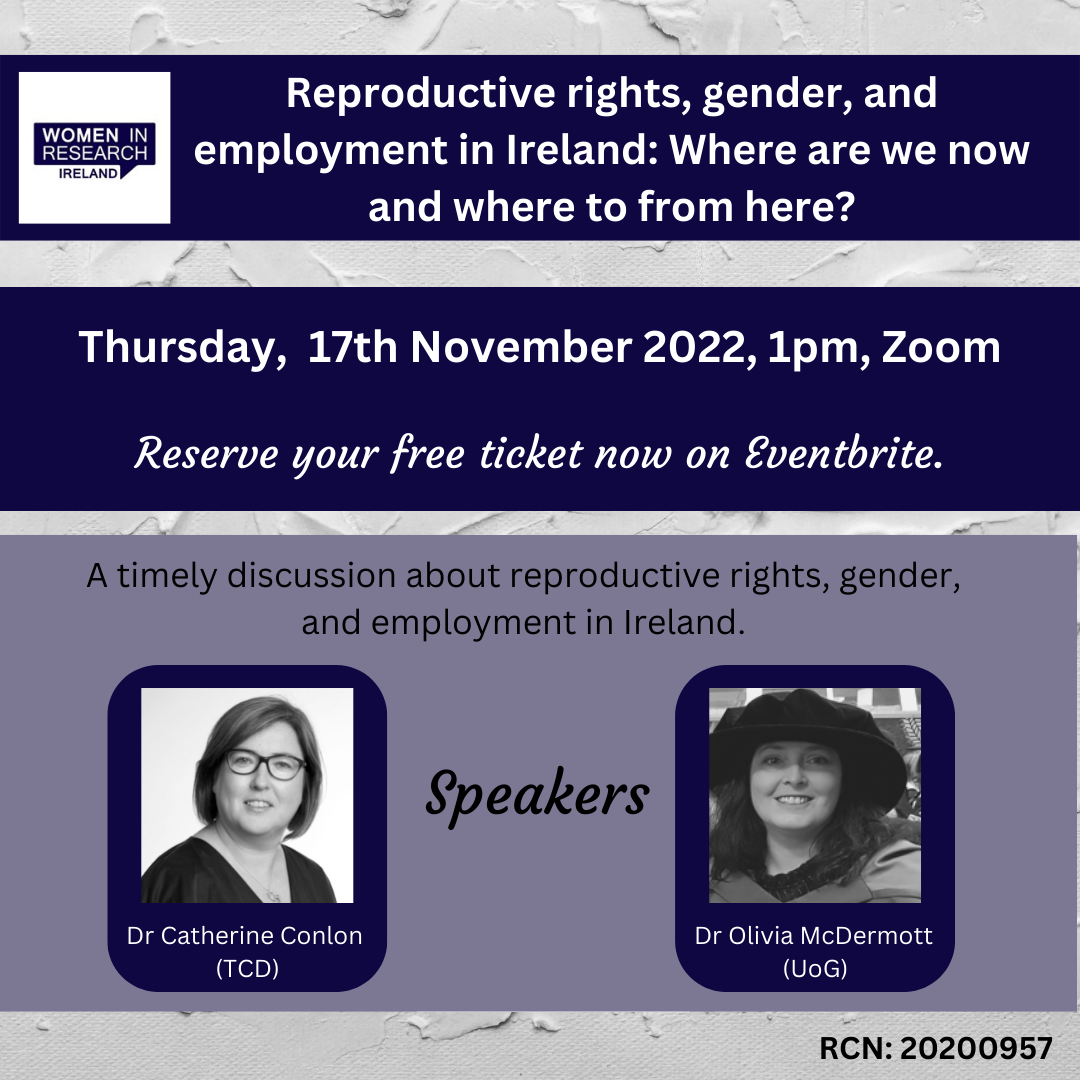 WOMEN IN
RESEARCH
IRELAND
Reproductive rights, gender, and
employment in Ireland: Where are we now
and where to from here?
Thursday,  17th November 2022, 1pm, Zoom
Reserve your free ticket now on Eventbrite.
A timely discussion about reproductive rights, gender,
and employment in Ireland.
Speakers
Dr Catherine Conlon
(TCD)
Dr Olivia McDermott
(UoG)
RCN: 20200957